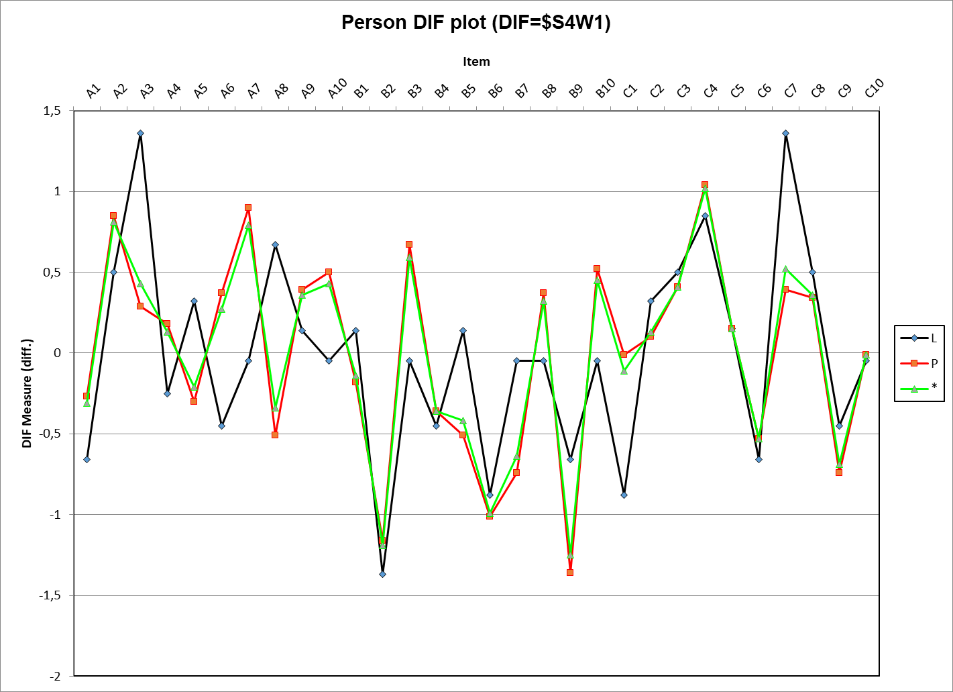 Person DIF plot (DIF=$S4W1)
Item
A1 A2 A3 A4 A5 A6 A7 A8 A9 A10 B1 B2 B3 B4 B5 B6 B7 B8 B9 B10 C1 C2 C3 C4 C5 C6 C7 C8 C9 C10
1,5
1
0,5
0
-0,5
-1
-1,5
-2
DIF Measure (diff.)
L
P
*